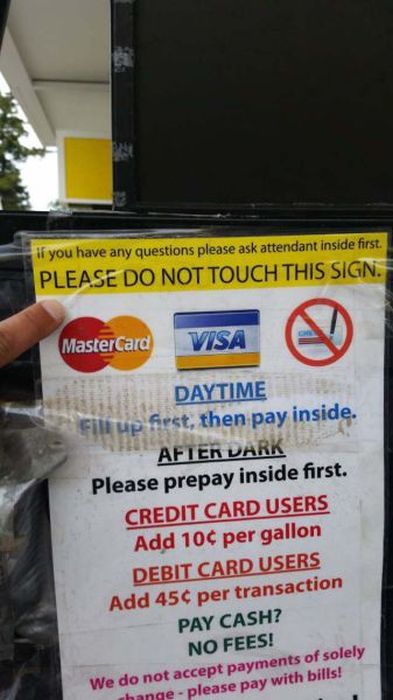 If you have any questions please ask attendant inside first.
PLEASE DO NOT TOUCH THIS SIGN.
MasterCard
VISA
DAYTIME
Fill up first, then pay inside.
AFTER DARK
Please prepay inside first.
CREDIT CARD USERS
Add 10¢ per gallon
DEBIT CARD USERS
Add 45¢ per transaction
PAY CASH?
NO FEES!
We do not accept payments of solely
change - please pay with bills!